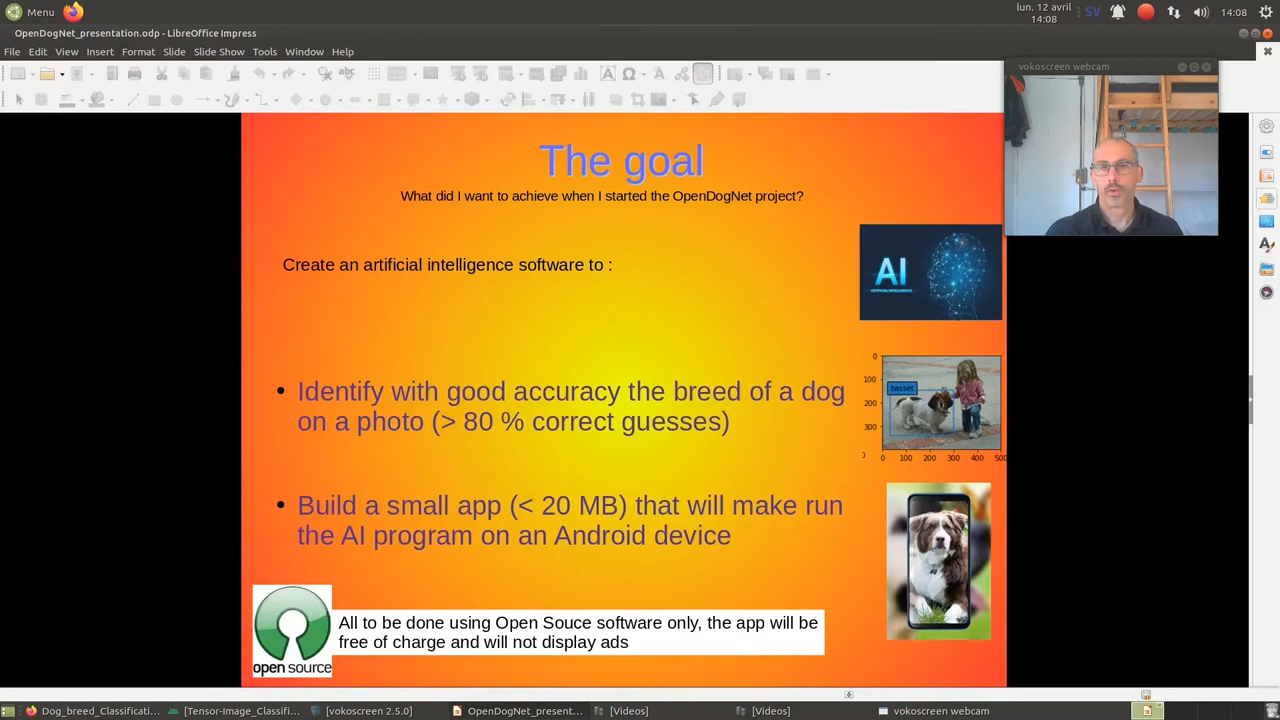 Menu
lun. 12 avril
14:08
SV
14:08
OpenDogNet_presentation.odp - LibreOffice Impress
File Edit View Insert Format Slide Slide Show Tools Window Help
vokoscreen webcam
The goal
What did I want to achieve when I started the OpenDogNet project?
Create an artificial intelligence software to :
AI
ARTIFICIAL INTELLIGENCE
• Identify with good accuracy the breed of a dog
on a photo (> 80 % correct guesses)
basset
0
100
200
300
0
0 100 200 300 400 500
• Build a small app (< 20 MB) that will make run
the AI program on an Android device
open source
All to be done using Open Souce software only, the app will be
free of charge and will not display ads
Dog_breed_Classificati... [Tensor-Image_Classifi... [vokoscreen 2.5.0] OpenDogNet_present... [Videos] [Videos] vokoscreen webcam